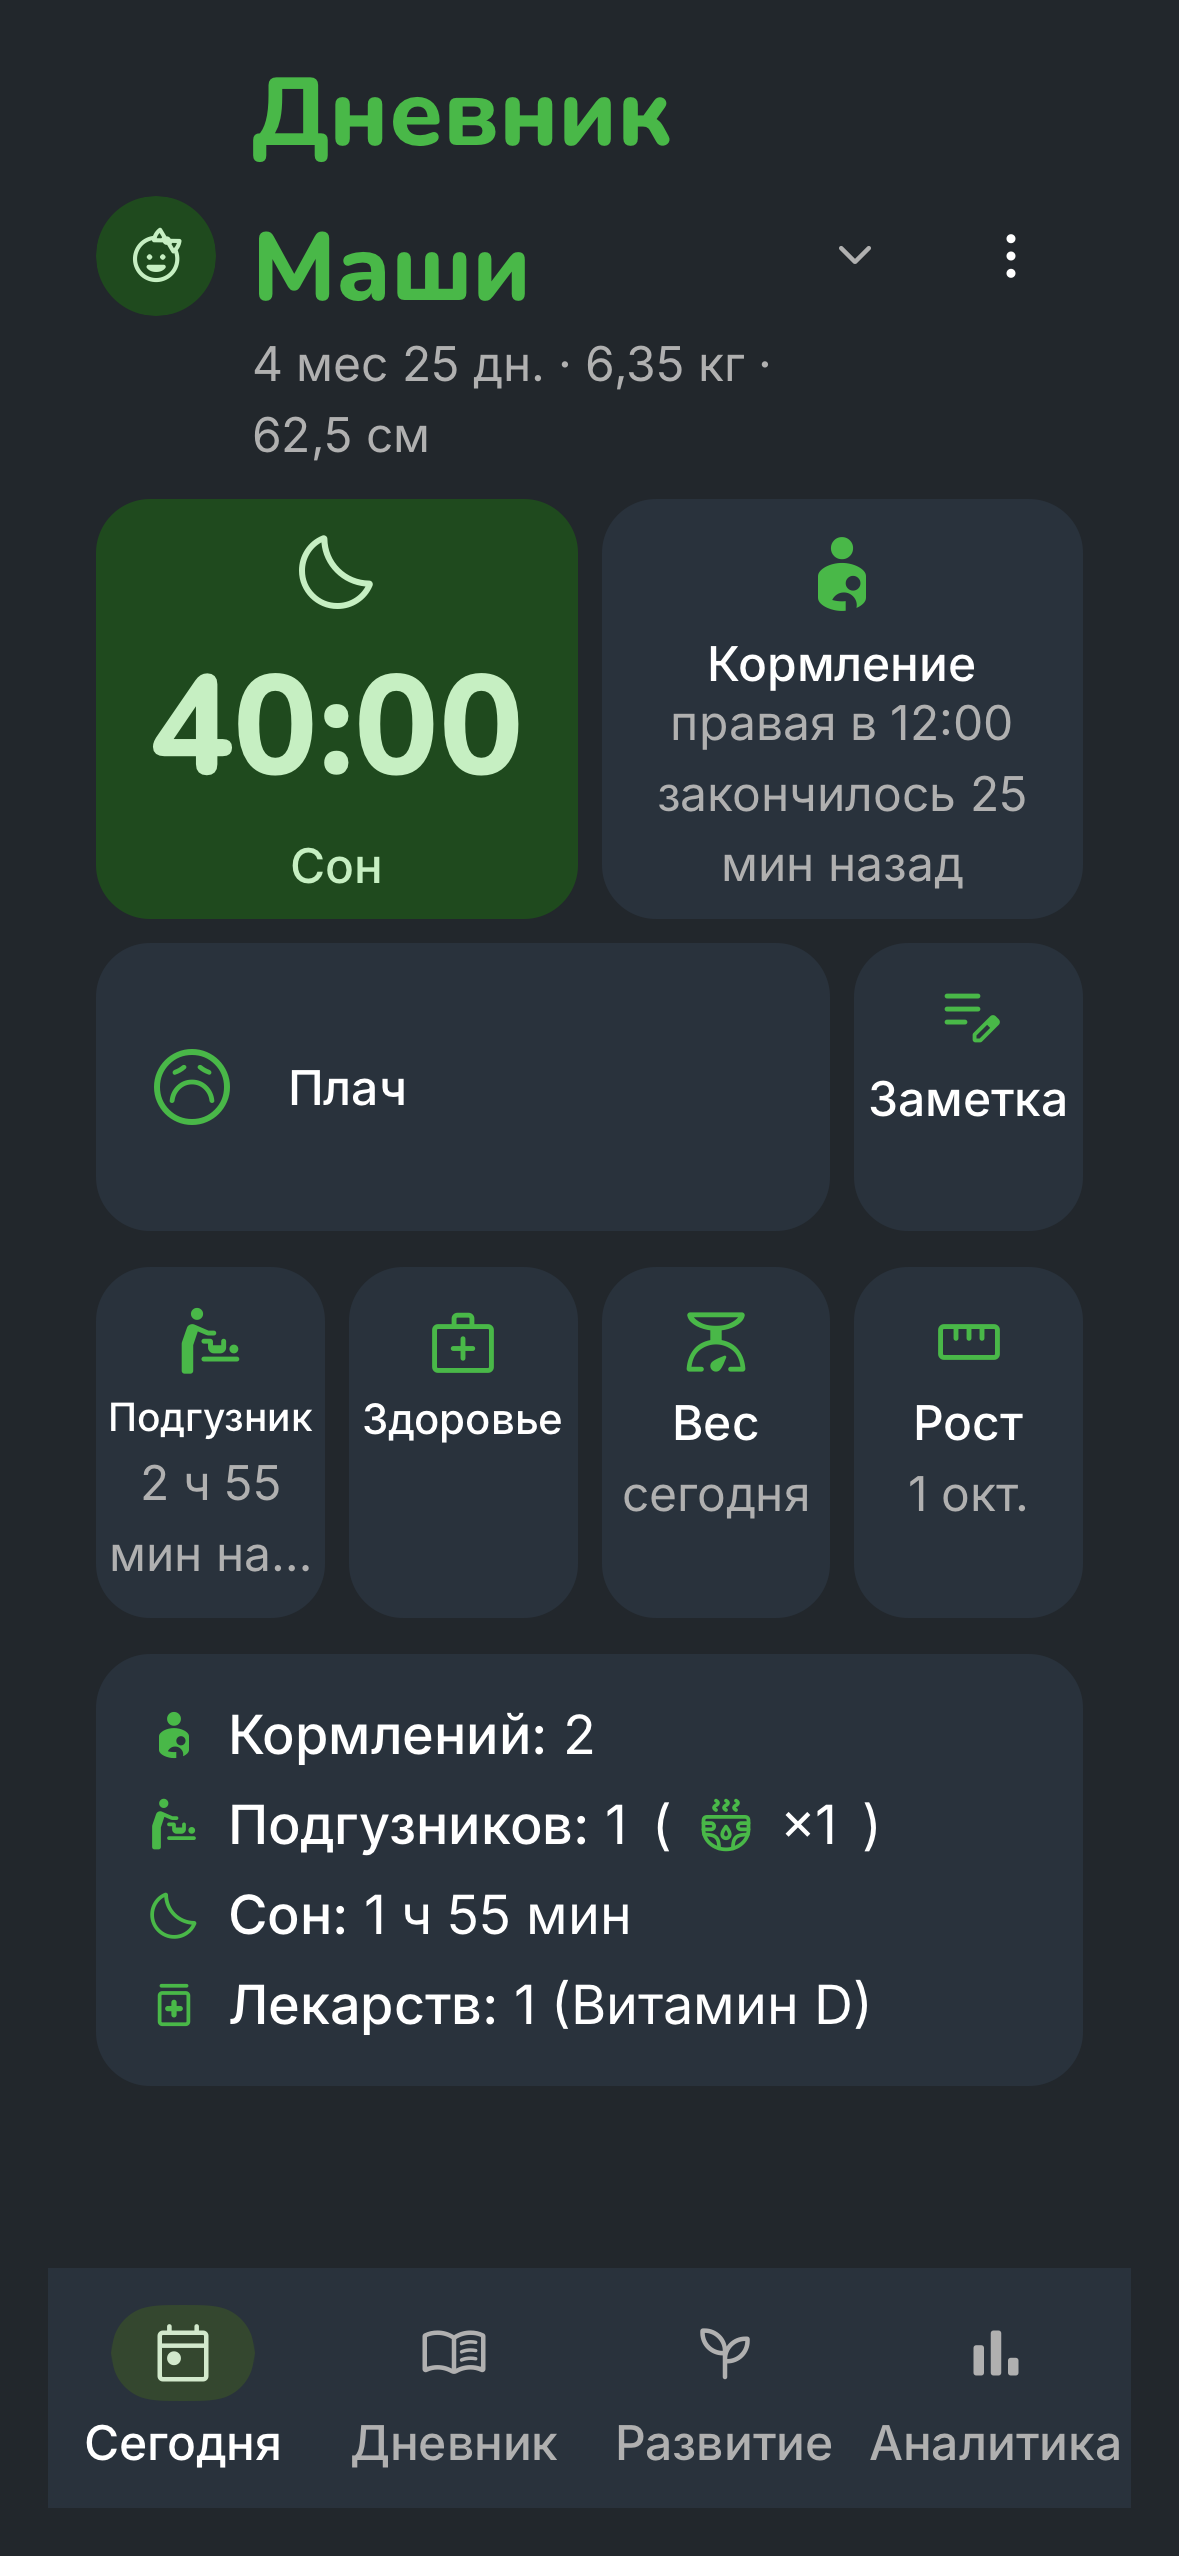 Дневник
Маши
4 мес 25 дн. · 6,35 кг ·
62,5 см
40:00
Сон
Кормление
правая в 12:00
закончилось 25
мин назад
Плач
Заметка
Подгузник
2 ч 55
мин на...
Здоровье
Вес
сегодня
Рост
1 окт.
Кормлений: 2
Подгузников: 1 ( ×1 )
Сон: 1 ч 55 мин
Лекарств: 1 (Витамин D)
Сегодня
Дневник
Развитие
Аналитика